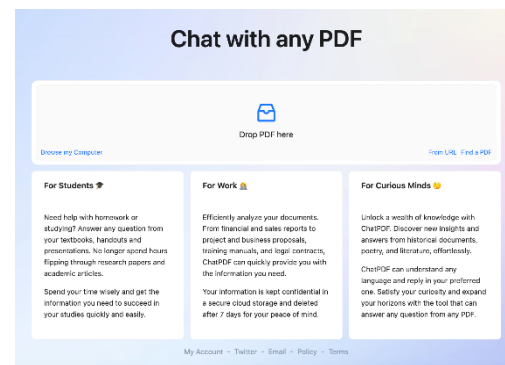 Chat with any PDF
Drop PDF here
Browse my Computer
From URL Find a PDF
For Students 🎓
Need help with homework or
studying? Answer any question from
your textbooks, handouts and
presentations. No longer spend hours
flipping through research papers and
academic articles.
Spend your time wisely and get the
information you need to succeed in
your studies quickly and easily.
For Work
Efficiently analyze your documents.
From financial and sales reports to
project and business proposals,
training manuals, and legal contracts,
ChatPDF can quickly provide you with
the information you need.
Your information is kept confidential in
a secure cloud storage and deleted
after 7 days for your peace of mind.
For Curious Minds
Unlock a wealth of knowledge with
ChatPDF. Discover new insights and
answers from historical documents,
poetry, and literature, effortlessly.
ChatPDF can understand any
language and reply in your preferred
one. Satisfy your curiosity and expand
your horizons with the tool that can
answer any question from any PDF.
My Account - Twitter - Email - Policy - Terms